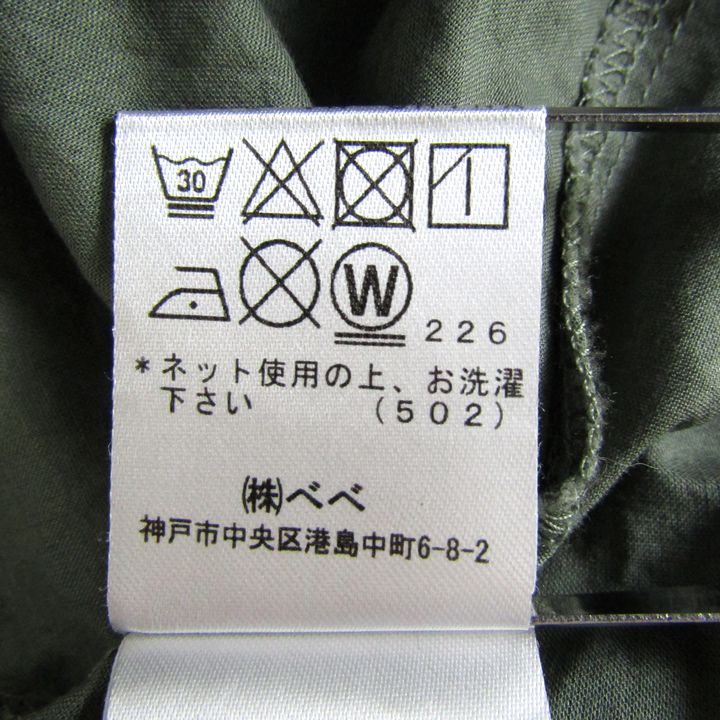 30
W
226
*ネット使用の上、お洗濯
下さい (502)
㈱べべ
神戸市中央区港島中町6-8-2